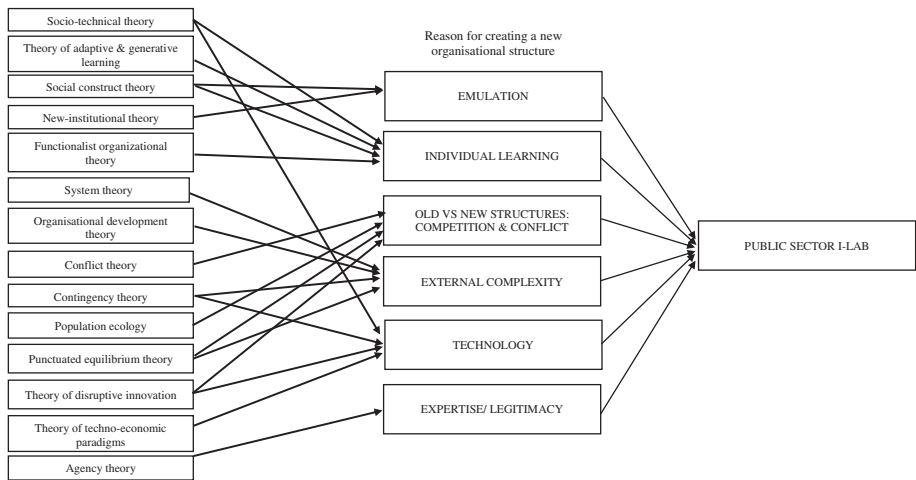 Socio-technical theory
Theory of adaptive & generative
learning
Social construct theory
New-institutional theory
Functionalist organizational
theory
System theory
Organisational development
theory
Conflict theory
Contingency theory
Population ecology
Punctuated equilibrium theory
Theory of disruptive innovation
Theory of techno-economic
paradigms
Agency theory
Reason for creating a new
organisational structure
EMULATION
INDIVIDUAL LEARNING
OLD VS NEW STRUCTURES:
COMPETITION & CONFLICT
EXTERNAL COMPLEXITY
TECHNOLOGY
EXPERTISE/ LEGITIMACY
PUBLIC SECTOR I-LAB